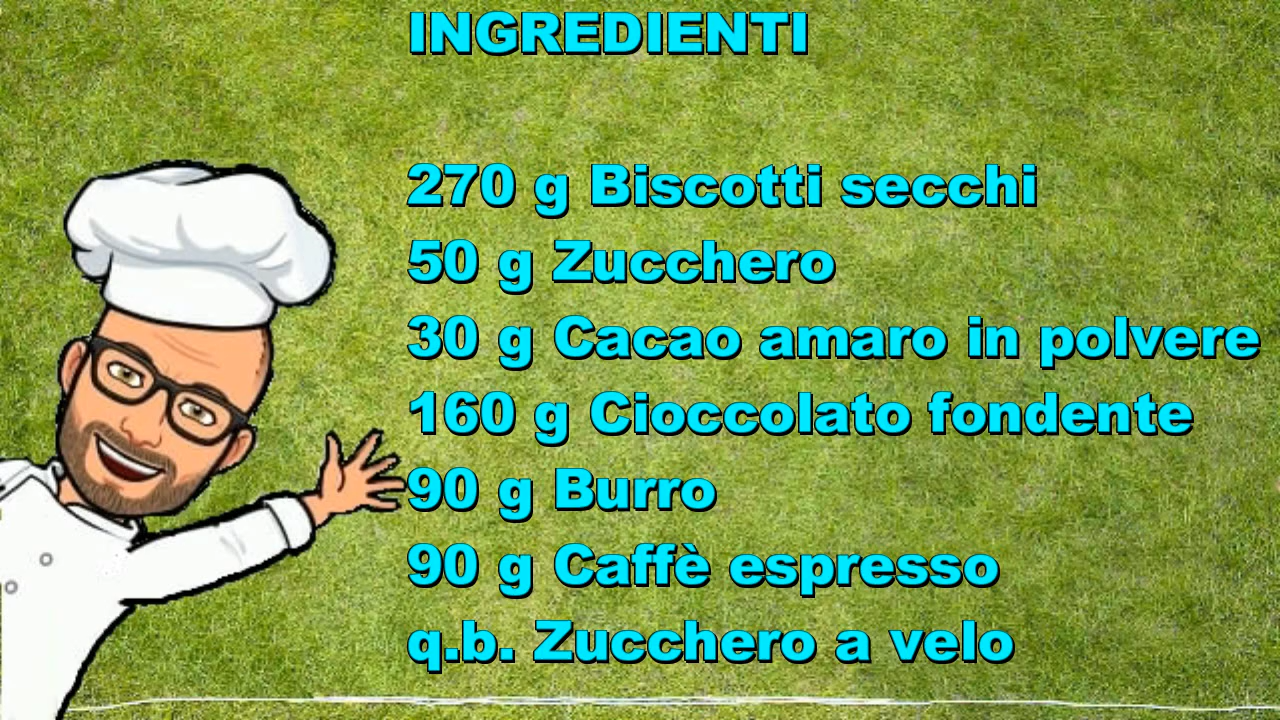 INGREDIENTI
270 g Biscotti secchi
50 g Zucchero
30 g Cacao amaro in polvere
160 g Cioccolato fondente
90 g Burro
90 g Caffè espresso
q.b. Zucchero a velo